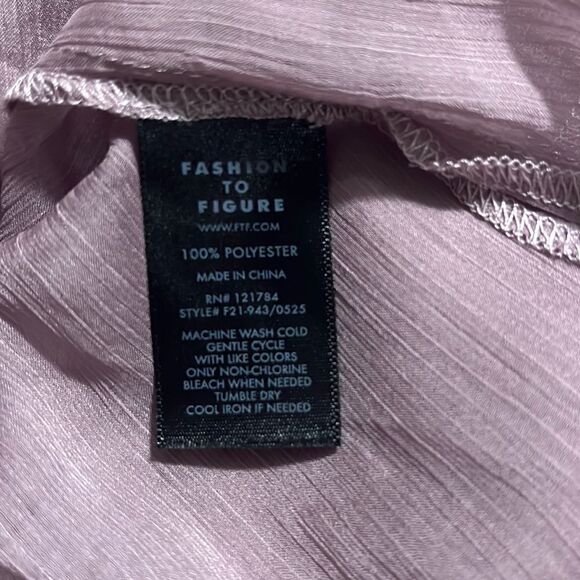 FASHION
TO
FIGURE
WWW.FTF.COM
100% POLYESTER
MADE IN CHINA
RN# 121784
STYLE# F21-943/0525
MACHINE WASH COLD
GENTLE CYCLE
WITH LIKE COLORS
ONLY NON-CHLORINE
BLEACH WHEN NEEDED
TUMBLE DRY
COOL IRON IF NEEDED